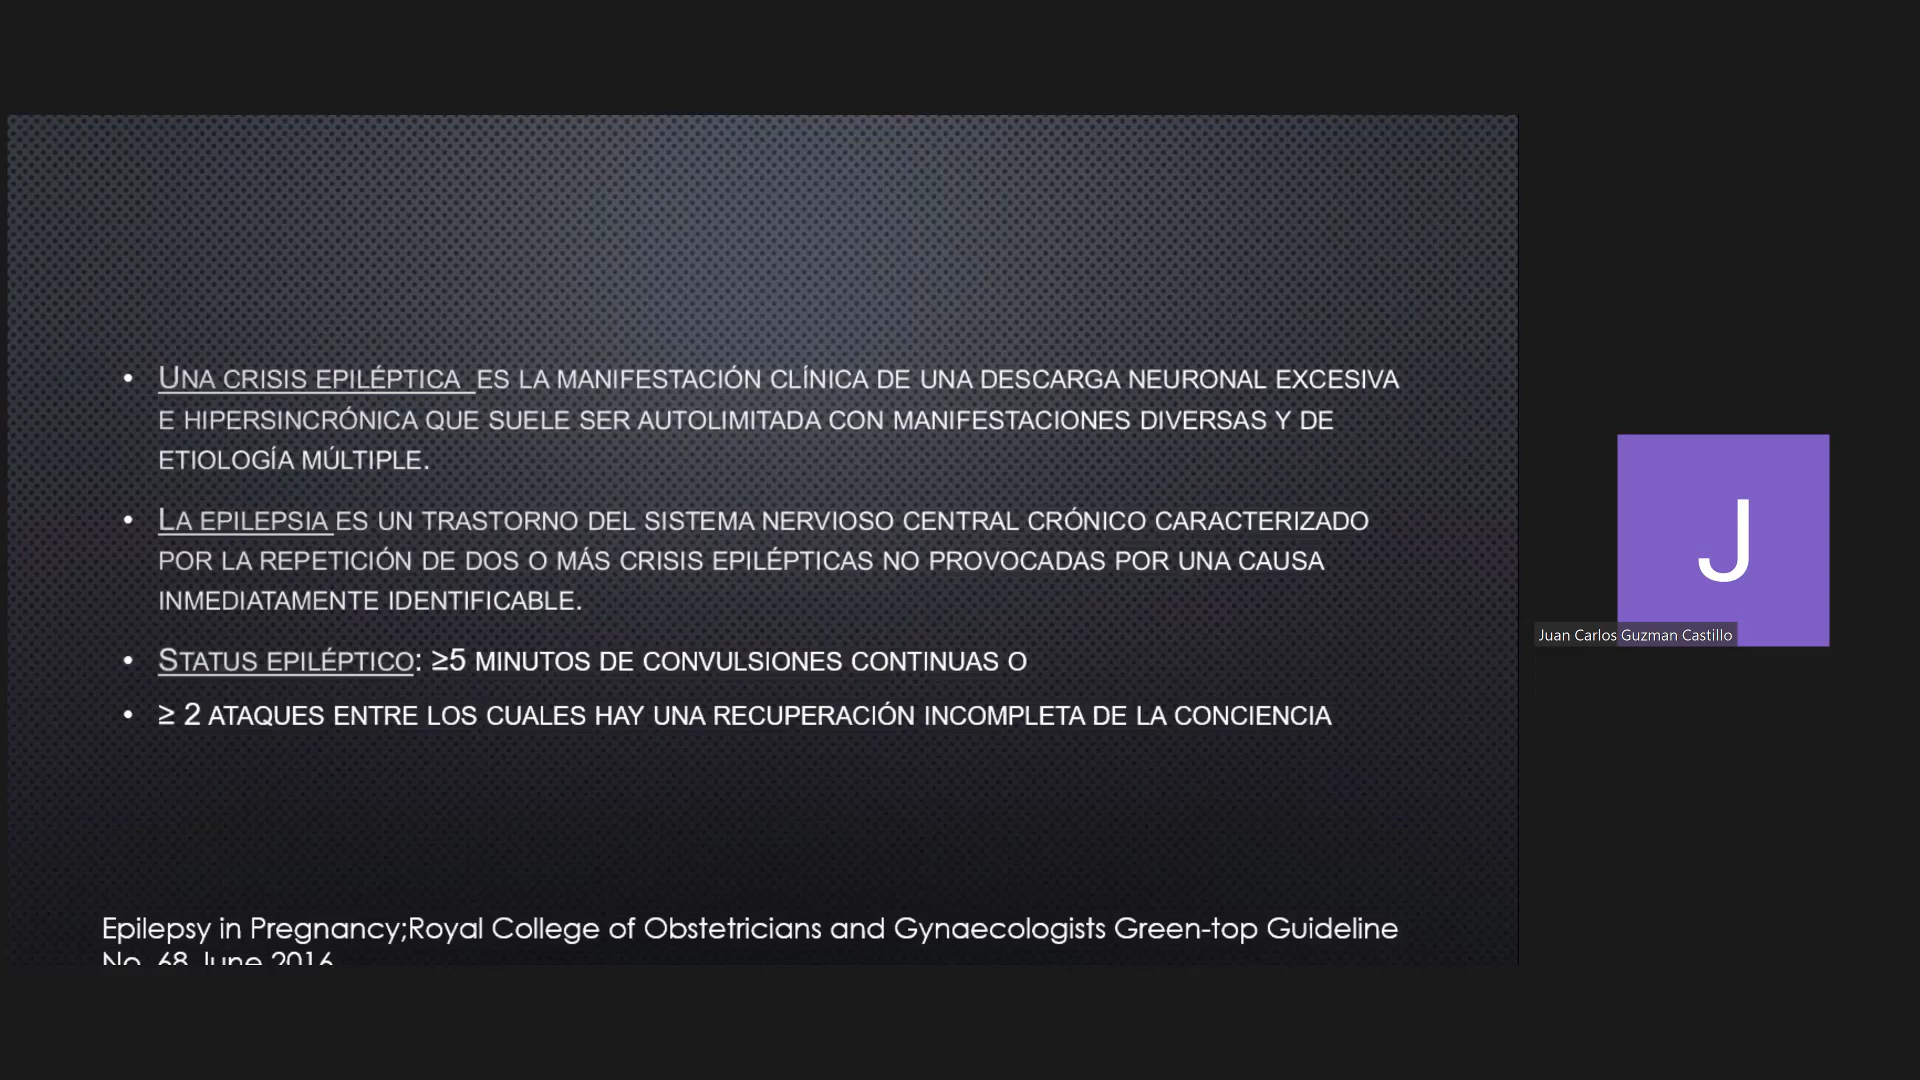 • Una crisis epiléptica es la manifestación clínica de una descarga neuronal excesiva
e hipersincrónica que suele ser autolimitada con manifestaciones diversas y de
etiología múltiple.
• La epilepsia es un trastorno del sistema nervioso central crónico caracterizado
por la repetición de dos o más crisis epilépticas no provocadas por una causa
inmediatamente identificable.
• Status epiléptico: ≥5 minutos de convulsiones continuas o
• ≥ 2 ataques entre los cuales hay una recuperación incompleta de la conciencia
Epilepsy in Pregnancy;Royal College of Obstetricians and Gynaecologists Green-top Guideline
No. 68 June 2016
J
Juan Carlos Guzman Castillo